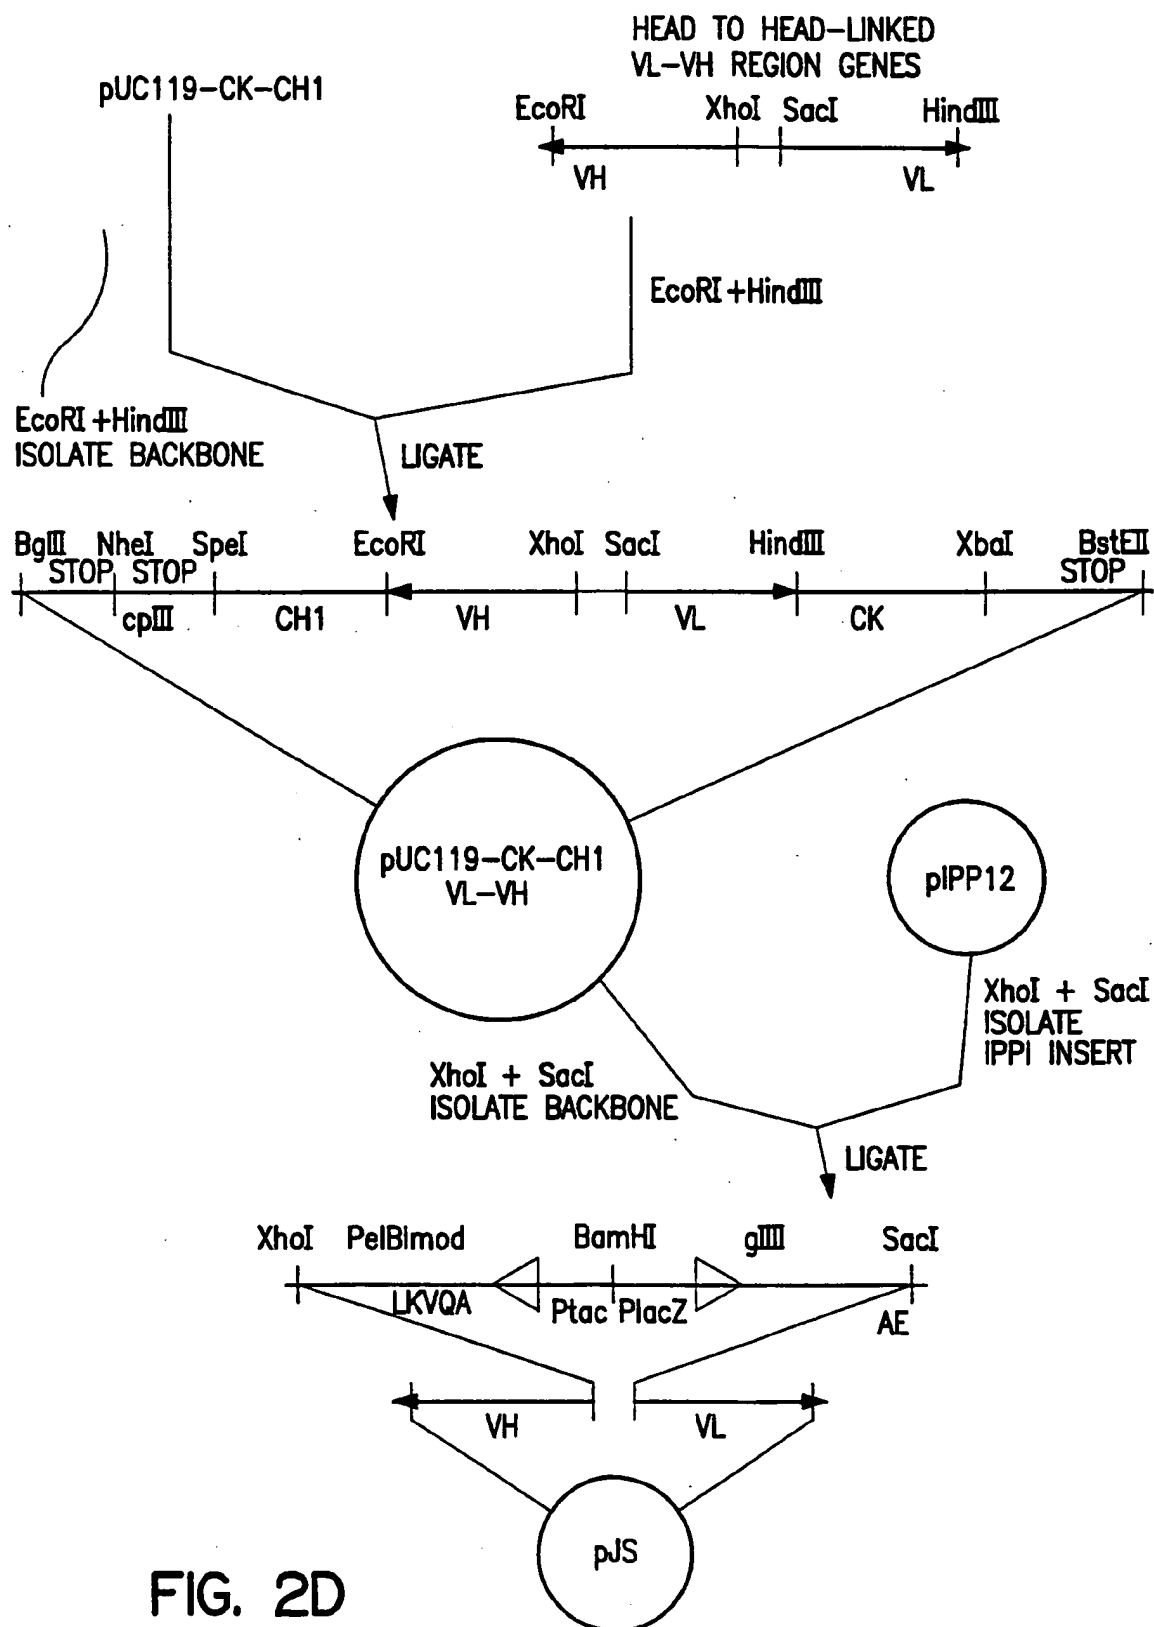 HEAD TO HEAD-LINKED
VL-VH REGION GENES
pUC119-CK-CH1
EcoRI XhoI SacI HindIII
VH VL
EcoRI+HindIII
EcoRI+HindIII
ISOLATE BACKBONE
LIGATE
BglII NheI SpeI EcoRI XhoI SacI HindIII XbaI BstEII
STOP STOP STOP
cpIII CH1 VH VL CK
pUC119-CK-CH1
VL-VH
pIPP12
XhoI + SacI
ISOLATE
IPPI INSERT
XhoI + SacI
ISOLATE BACKBONE
LIGATE
XhoI PelBlmod BamHI gIIII SacI
LKVQA Ptac PlacZ AE
VH VL
pJS
FIG. 2D